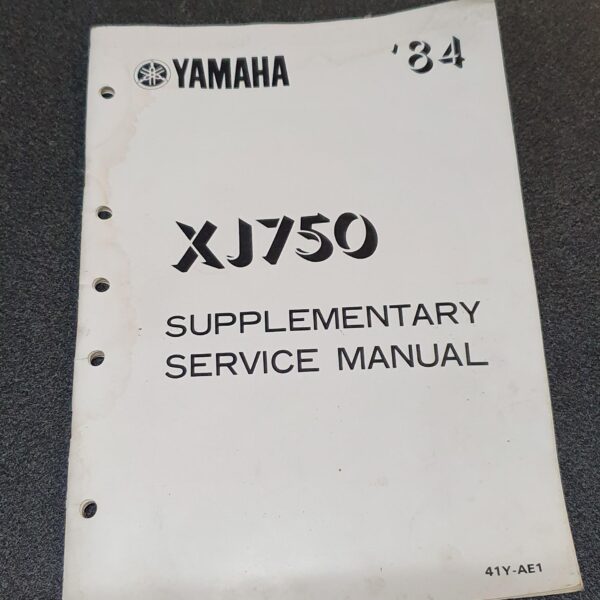 YAMAHA '84
XJ750
SUPPLEMENTARY
SERVICE MANUAL
41Y-AE1